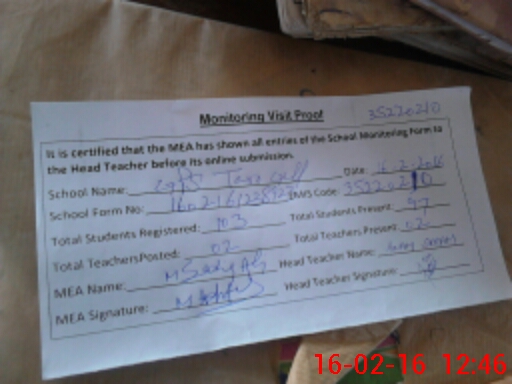 Monitoring Visit Proof 35220210
It is certified that the MEA has shown all entries of the School Monitoring Form to
the Head Teacher before its online submission.
School Name: GGPS Date: 16-2-2016
School Form No: EMIS Code: 35220210
Total Students Registered: 103 Total Students Present: 97
Total TeachersPosted: 02 Total Teachers Present: 02
MEA Name: Head Teacher Name:
MEA Signature: Head Teacher Signature:
16-02-16 12:46